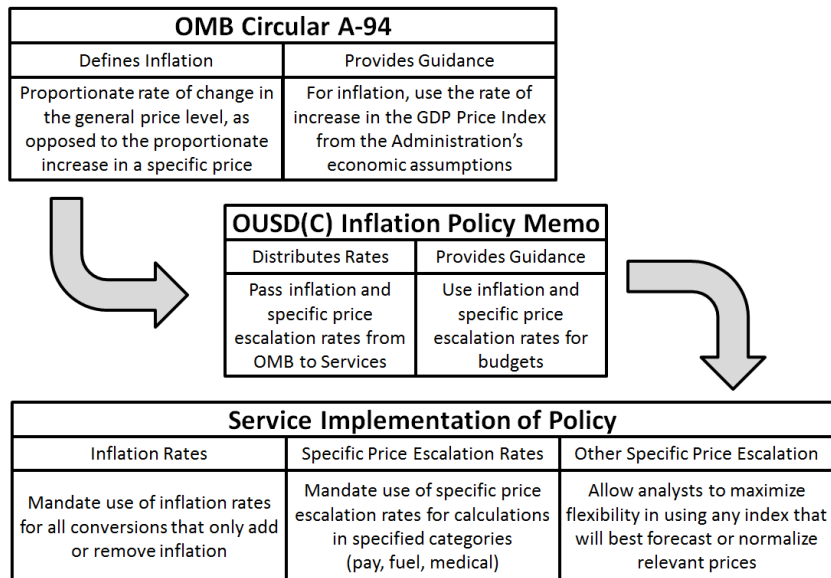 OMB Circular A-94
Defines Inflation
Provides Guidance
Proportionate rate of change in
the general price level, as
opposed to the proportionate
increase in a specific price
For inflation, use the rate of
increase in the GDP Price Index
from the Administration's
economic assumptions
OUSD(C) Inflation Policy Memo
Distributes Rates
Provides Guidance
Pass inflation and
specific price
escalation rates from
OMB to Services
Use inflation and
specific price
escalation rates for
budgets
Service Implementation of Policy
Inflation Rates
Specific Price Escalation Rates
Other Specific Price Escalation
Mandate use of inflation rates
for all conversions that only add
or remove inflation
Mandate use of specific price
escalation rates for calculations
in specified categories
(pay, fuel, medical)
Allow analysts to maximize
flexibility in using any index that
will best forecast or normalize
relevant prices